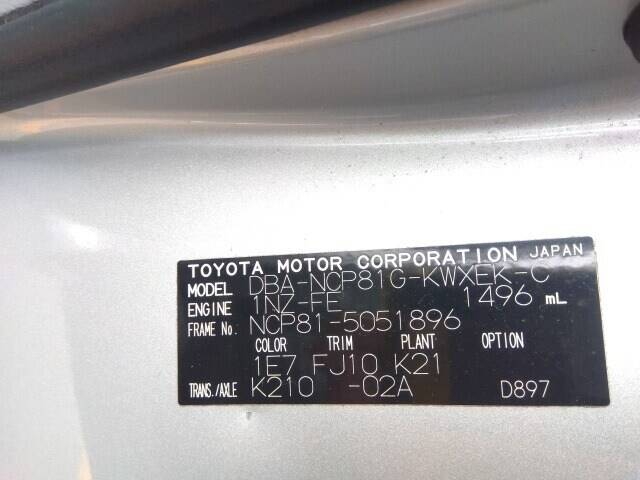 TOYOTA MOTOR CORPORATION JAPAN
MODEL DBA-NCP81G-KWXEK-C
ENGINE 1NZ-FE 1496 mL
FRAME No. NCP81-5051896
COLOR TRIM PLANT OPTION
1E7 FJ10 K21
TRANS./AXLE K210 -02A D897